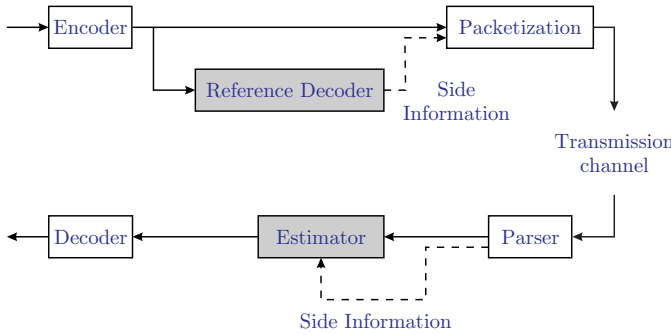 Encoder
Packetization
Reference Decoder
Side
Information
Transmission
channel
Decoder
Estimator
Parser
Side Information